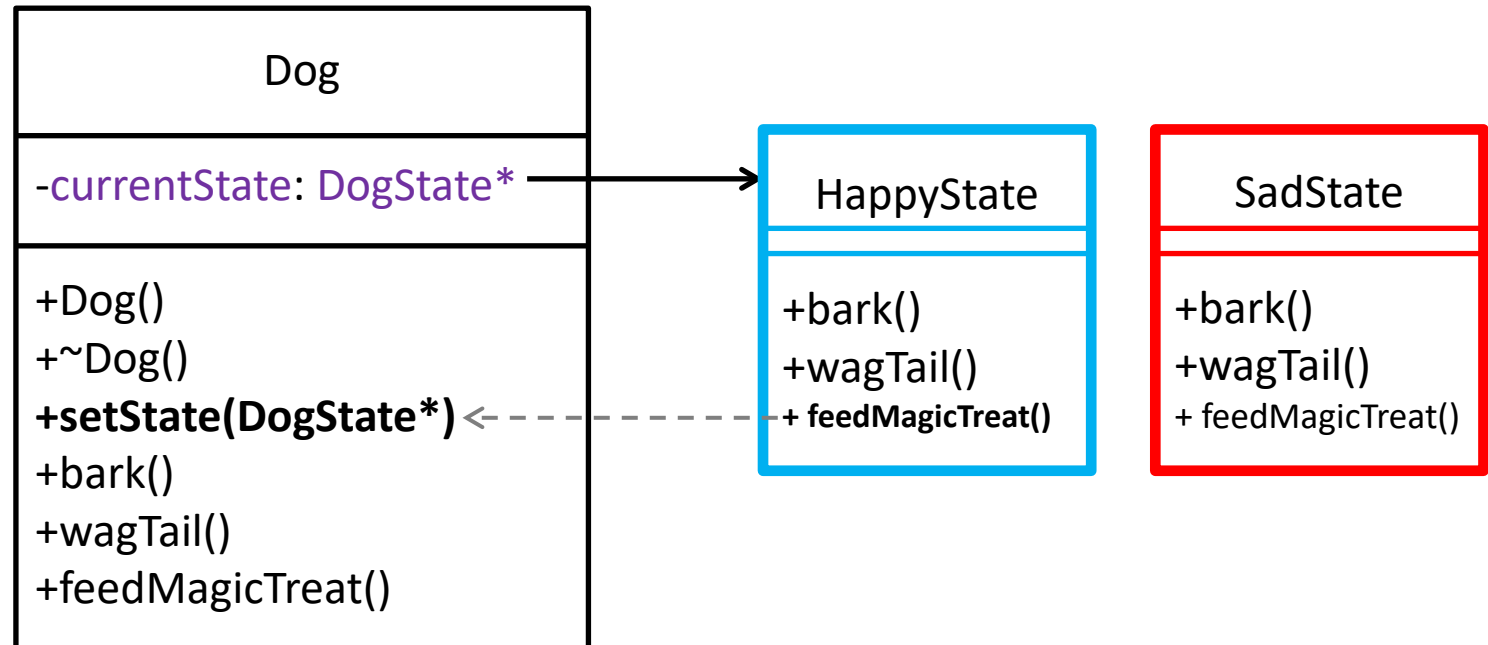 Dog
-currentState: DogState*
+Dog()
+~Dog()
+setState(DogState*)
+bark()
+wagTail()
+feedMagicTreat()
HappyState
+bark()
+wagTail()
+ feedMagicTreat()
SadState
+bark()
+wagTail()
+ feedMagicTreat()